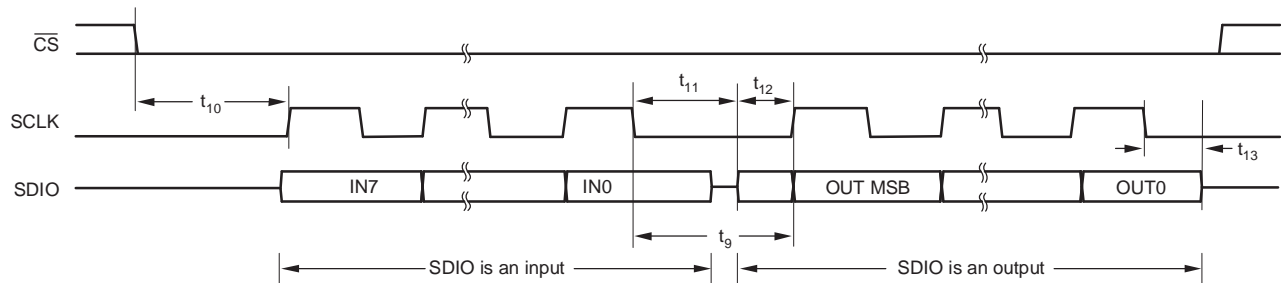 CS
t10
t11
t12
SCLK
t13
SDIO
IN7
IN0
OUT MSB
OUT0
t9
SDIO is an input
SDIO is an output